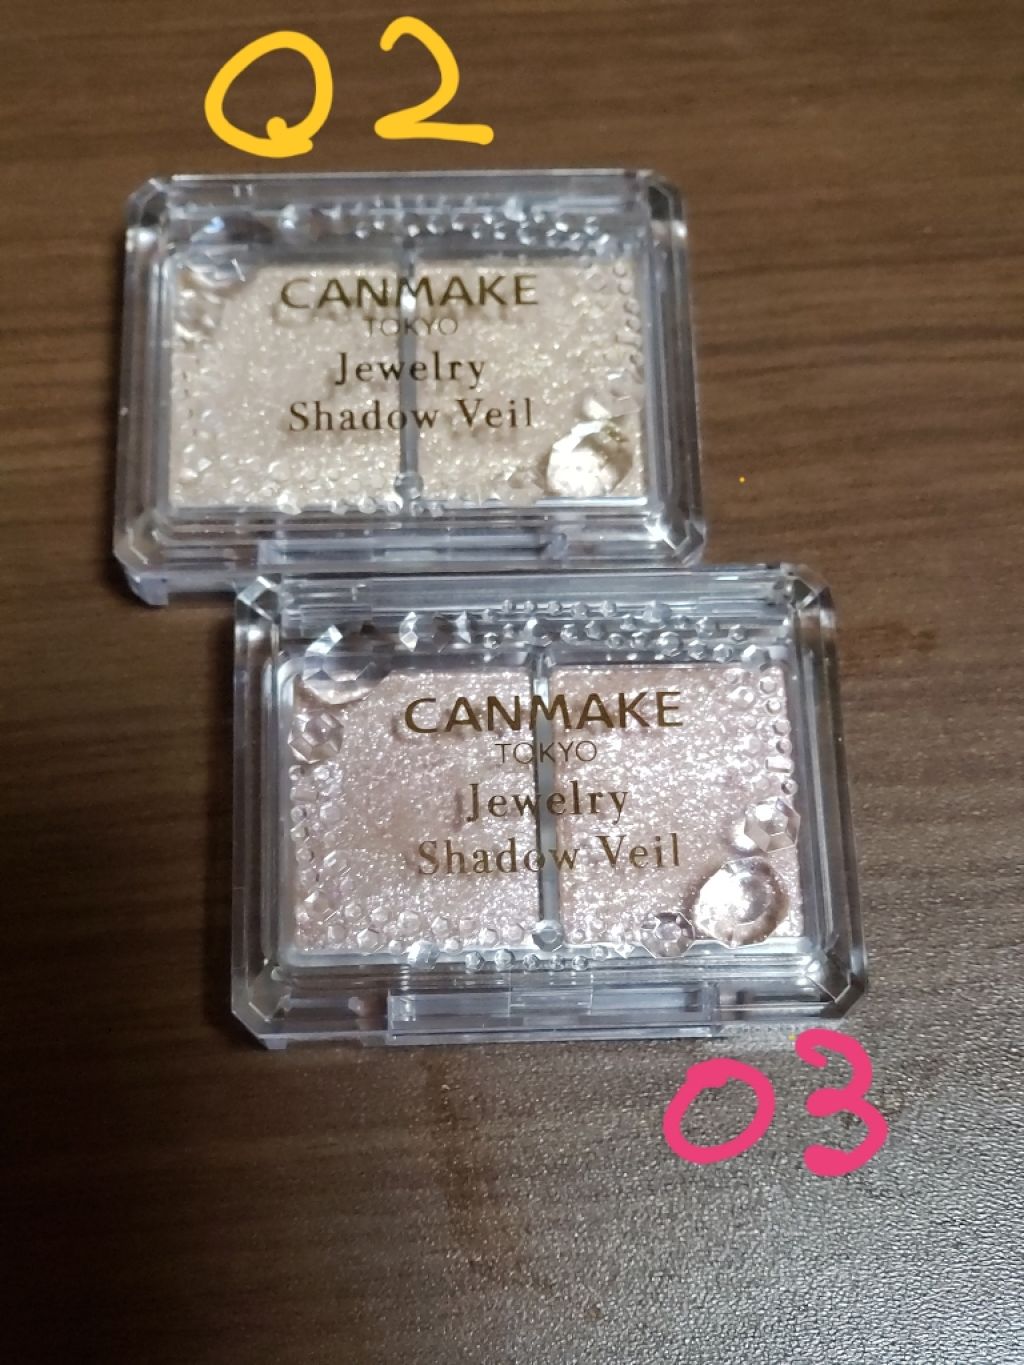 02
CANMAKE
TOKYO
Jewelry
Shadow Veil
CANMAKE
TOKYO
Jewelry
Shadow Veil
03